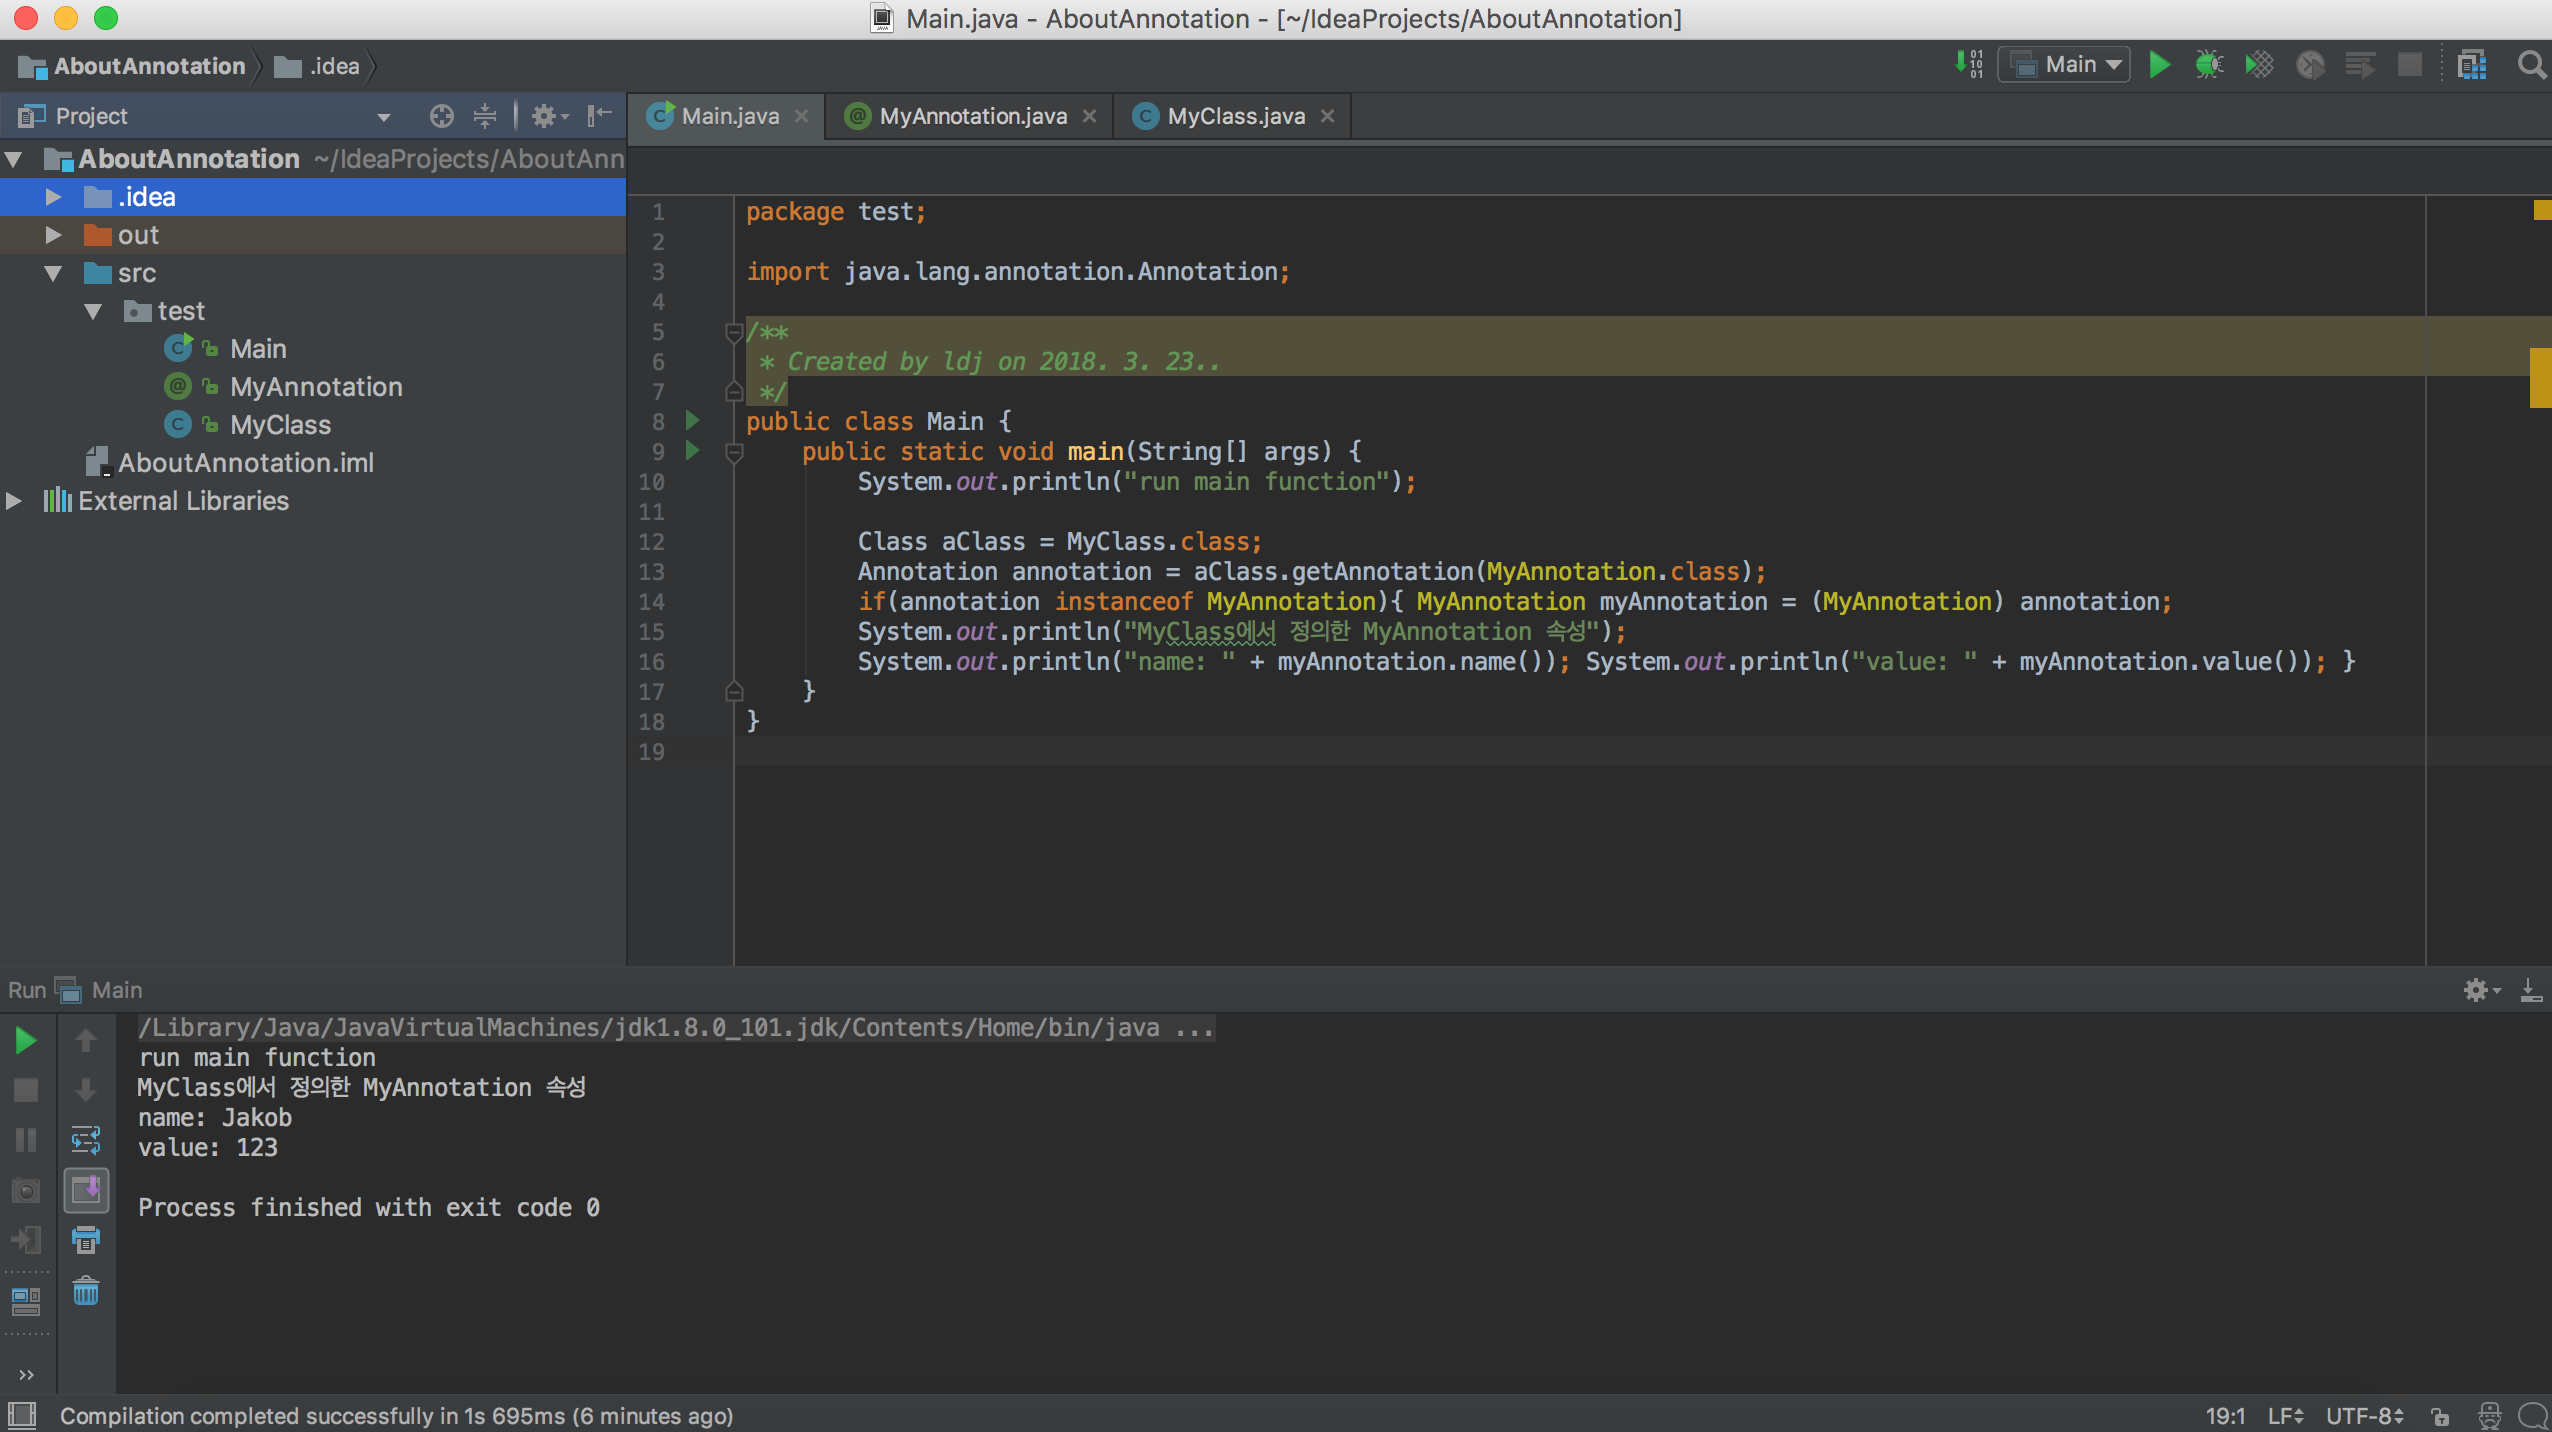 Main.java - AboutAnnotation - [~/IdeaProjects/AboutAnnotation]
AboutAnnotation .idea
Main
Project
Main.java
MyAnnotation.java
MyClass.java
AboutAnnotation ~/IdeaProjects/AboutAnn
.idea
out
src
test
Main
MyAnnotation
MyClass
AboutAnnotation.iml
External Libraries
1 package test;
2
3 import java.lang.annotation.Annotation;
4
5 /**
6 * Created by ldj on 2018. 3. 23..
7 */
8 public class Main {
9 public static void main(String[] args) {
10 System.out.println("run main function");
11
12 Class aClass = MyClass.class;
13 Annotation annotation = aClass.getAnnotation(MyAnnotation.class);
14 if(annotation instanceof MyAnnotation){ MyAnnotation myAnnotation = (MyAnnotation) annotation;
15 System.out.println("MyClass에서 정의한 MyAnnotation 속성");
16 System.out.println("name: " + myAnnotation.name()); System.out.println("value: " + myAnnotation.value()); }
17 }
18 }
19
Run Main
/Library/Java/JavaVirtualMachines/jdk1.8.0_101.jdk/Contents/Home/bin/java ...
run main function
MyClass에서 정의한 MyAnnotation 속성
name: Jakob
value: 123
Process finished with exit code 0
Compilation completed successfully in 1s 695ms (6 minutes ago)
19:1 LF UTF-8